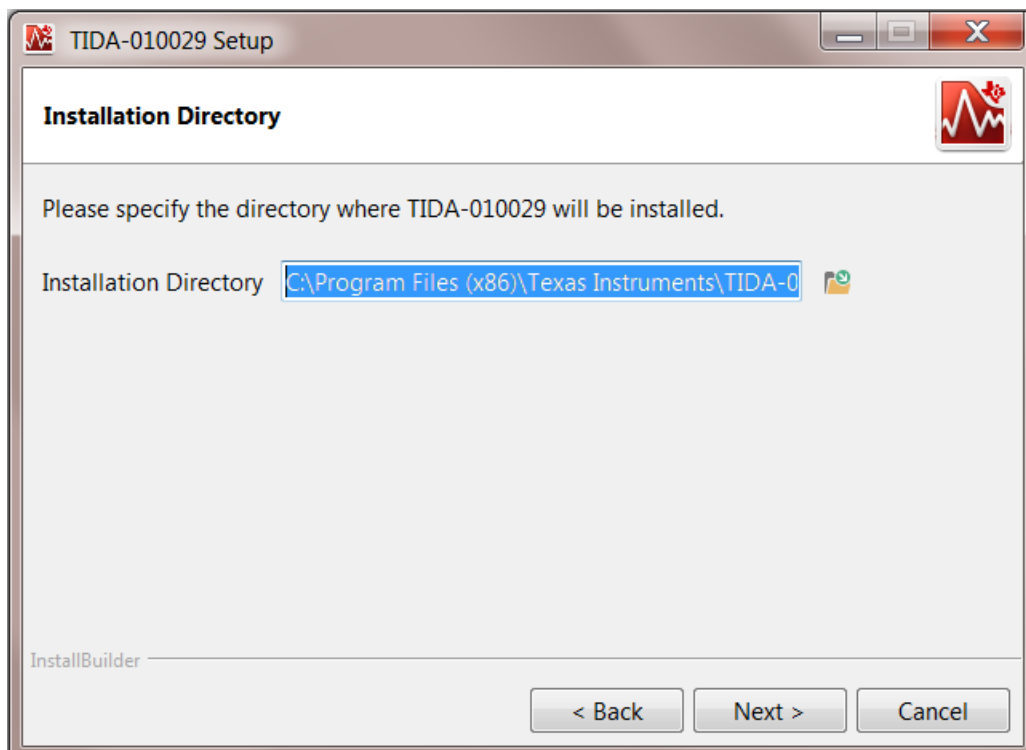 TIDA-010029 Setup
Installation Directory
Please specify the directory where TIDA-010029 will be installed.
Installation Directory C:\Program Files (x86)\Texas Instruments\TIDA-0
InstallBuilder
< Back Next > Cancel